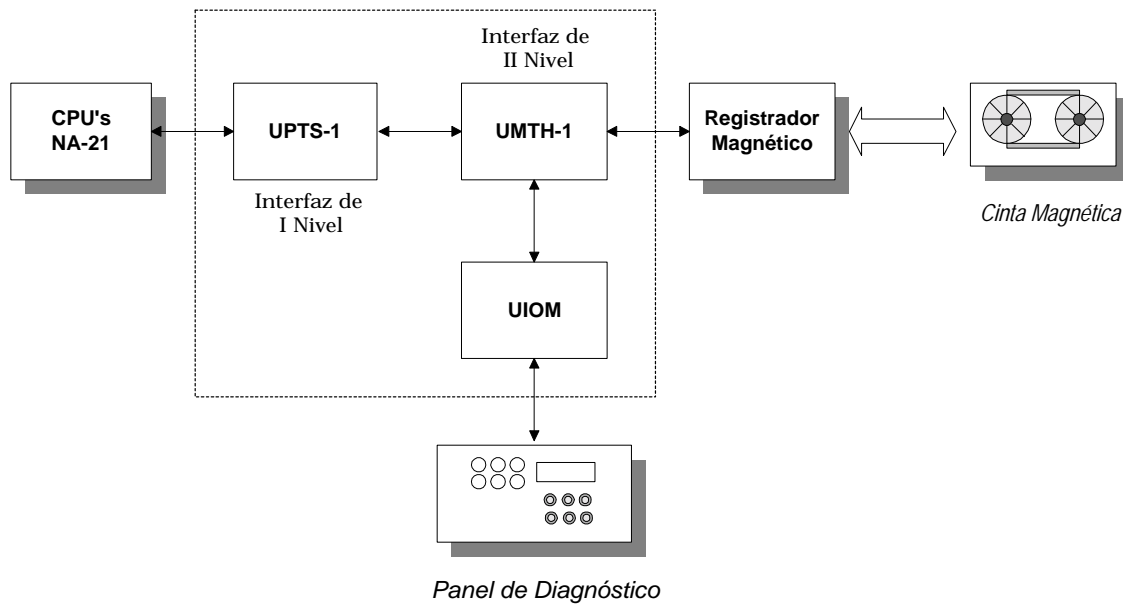 Interfaz de
II Nivel
CPU's
NA-21
UPTS-1
UMTH-1
Registrador
Magnético
Interfaz de
I Nivel
Cinta Magnética
UIOM
Panel de Diagnóstico